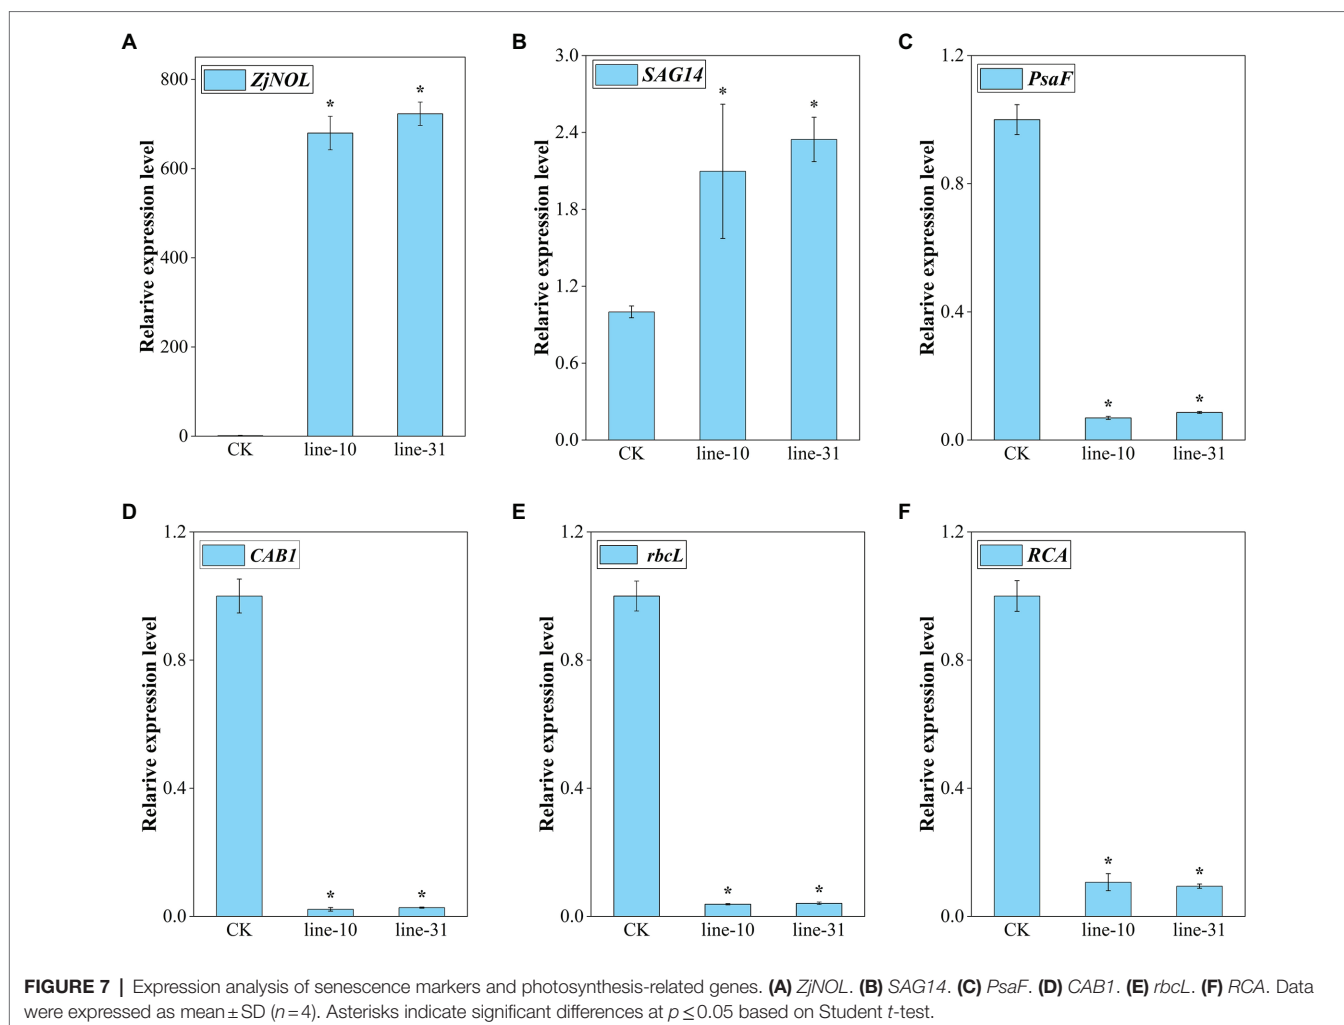 A
ZjNOL
Relarive expression level
800
600
400
200
0
*
*
CK line-10 line-31
B
SAG14
Relarive expression level
3.0
2.4
1.8
1.2
0.6
0.0
*
*
CK line-10 line-31
C
PsaF
Relarive expression level
1.2
0.8
0.4
0.0
*
*
CK line-10 line-31
D
CAB1
Relarive expression level
1.2
0.8
0.4
0.0
*
*
CK line-10 line-31
E
rbcL
Relarive expression level
1.2
0.8
0.4
0.0
*
*
CK line-10 line-31
F
RCA
Relarive expression level
1.2
0.8
0.4
0.0
*
*
CK line-10 line-31
FIGURE 7 | Expression analysis of senescence markers and photosynthesis-related genes. (A) ZjNOL. (B) SAG14. (C) PsaF. (D) CAB1. (E) rbcL. (F) RCA. Data
were expressed as mean ± SD (n = 4). Asterisks indicate significant differences at p ≤ 0.05 based on Student t-test.